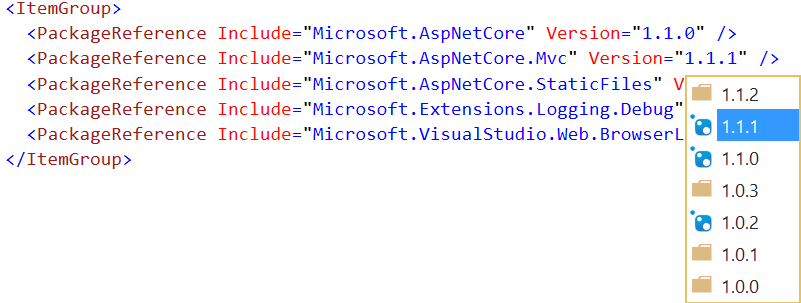 <ItemGroup>
<PackageReference Include="Microsoft.AspNetCore" Version="1.1.0" />
<PackageReference Include="Microsoft.AspNetCore.Mvc" Version="1.1.1" />
<PackageReference Include="Microsoft.AspNetCore.StaticFiles" V
<PackageReference Include="Microsoft.Extensions.Logging.Debug"
<PackageReference Include="Microsoft.VisualStudio.Web.BrowserL
</ItemGroup>
1.1.2
1.1.1
1.1.0
1.0.3
1.0.2
1.0.1
1.0.0